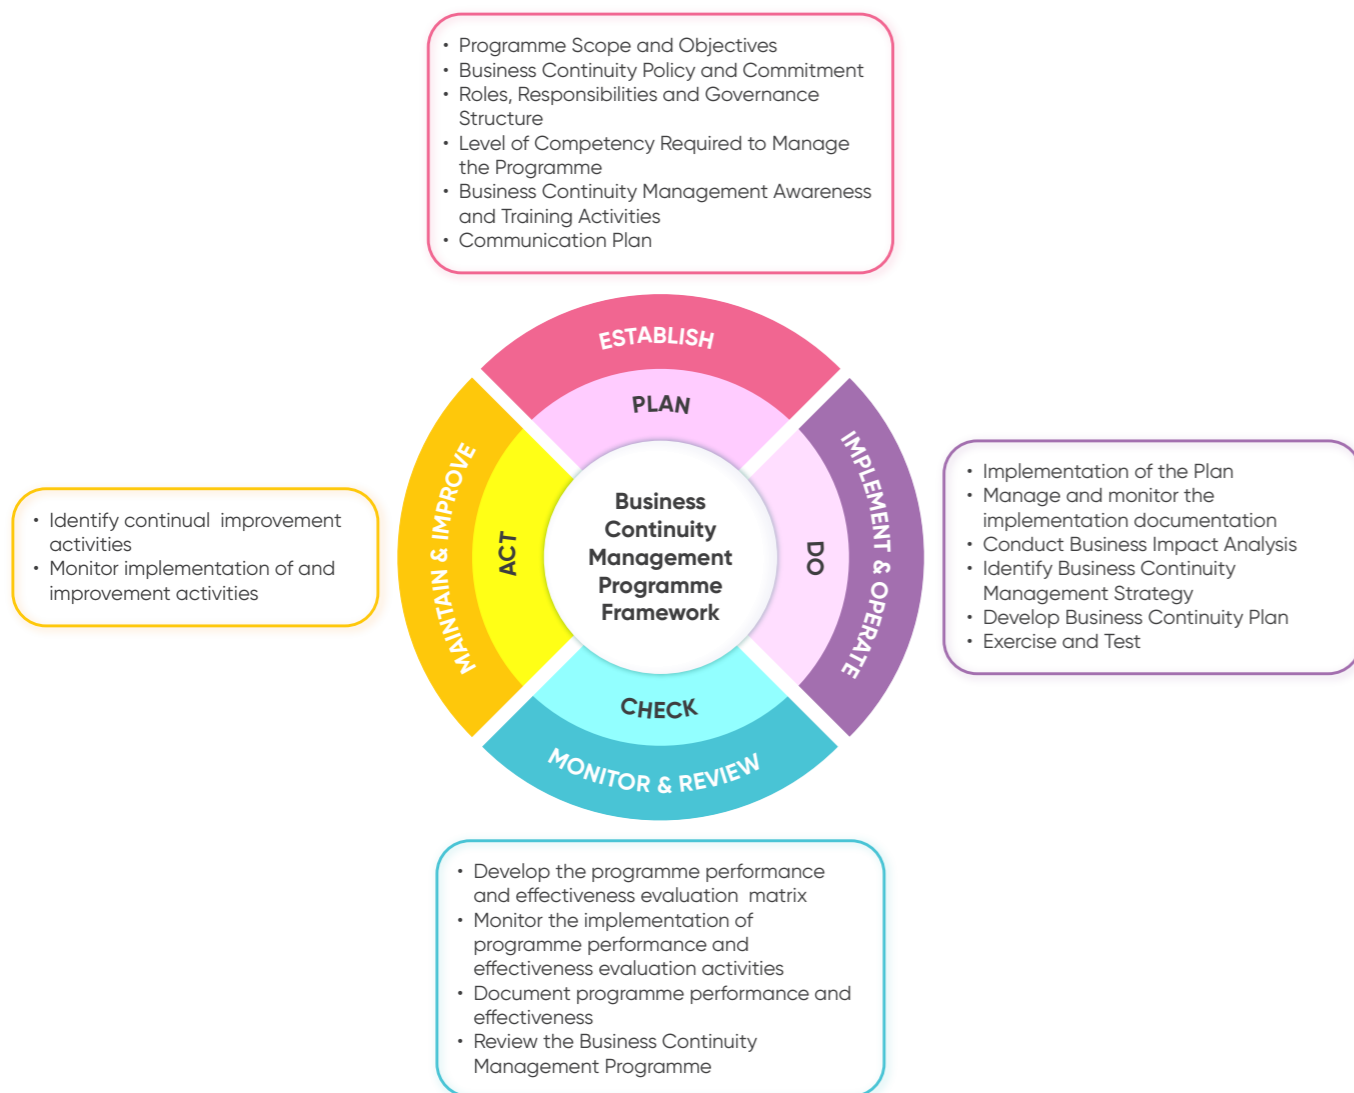 • Programme Scope and Objectives
• Business Continuity Policy and Commitment
• Roles, Responsibilities and Governance
Structure
• Level of Competency Required to Manage
the Programme
• Business Continuity Management Awareness
and Training Activities
• Communication Plan
ESTABLISH
PLAN
IMPLEMENT & OPERATE
DO
• Implementation of the Plan
• Manage and monitor the
implementation documentation
• Conduct Business Impact Analysis
• Identify Business Continuity
Management Strategy
• Develop Business Continuity Plan
• Exercise and Test
Business
Continuity
Management
Programme
Framework
MAINTAIN & IMPROVE
ACT
• Identify continual improvement
activities
• Monitor implementation of and
improvement activities
CHECK
MONITOR & REVIEW
• Develop the programme performance
and effectiveness evaluation matrix
• Monitor the implementation of
programme performance and
effectiveness evaluation activities
• Document programme performance and
effectiveness
• Review the Business Continuity
Management Programme